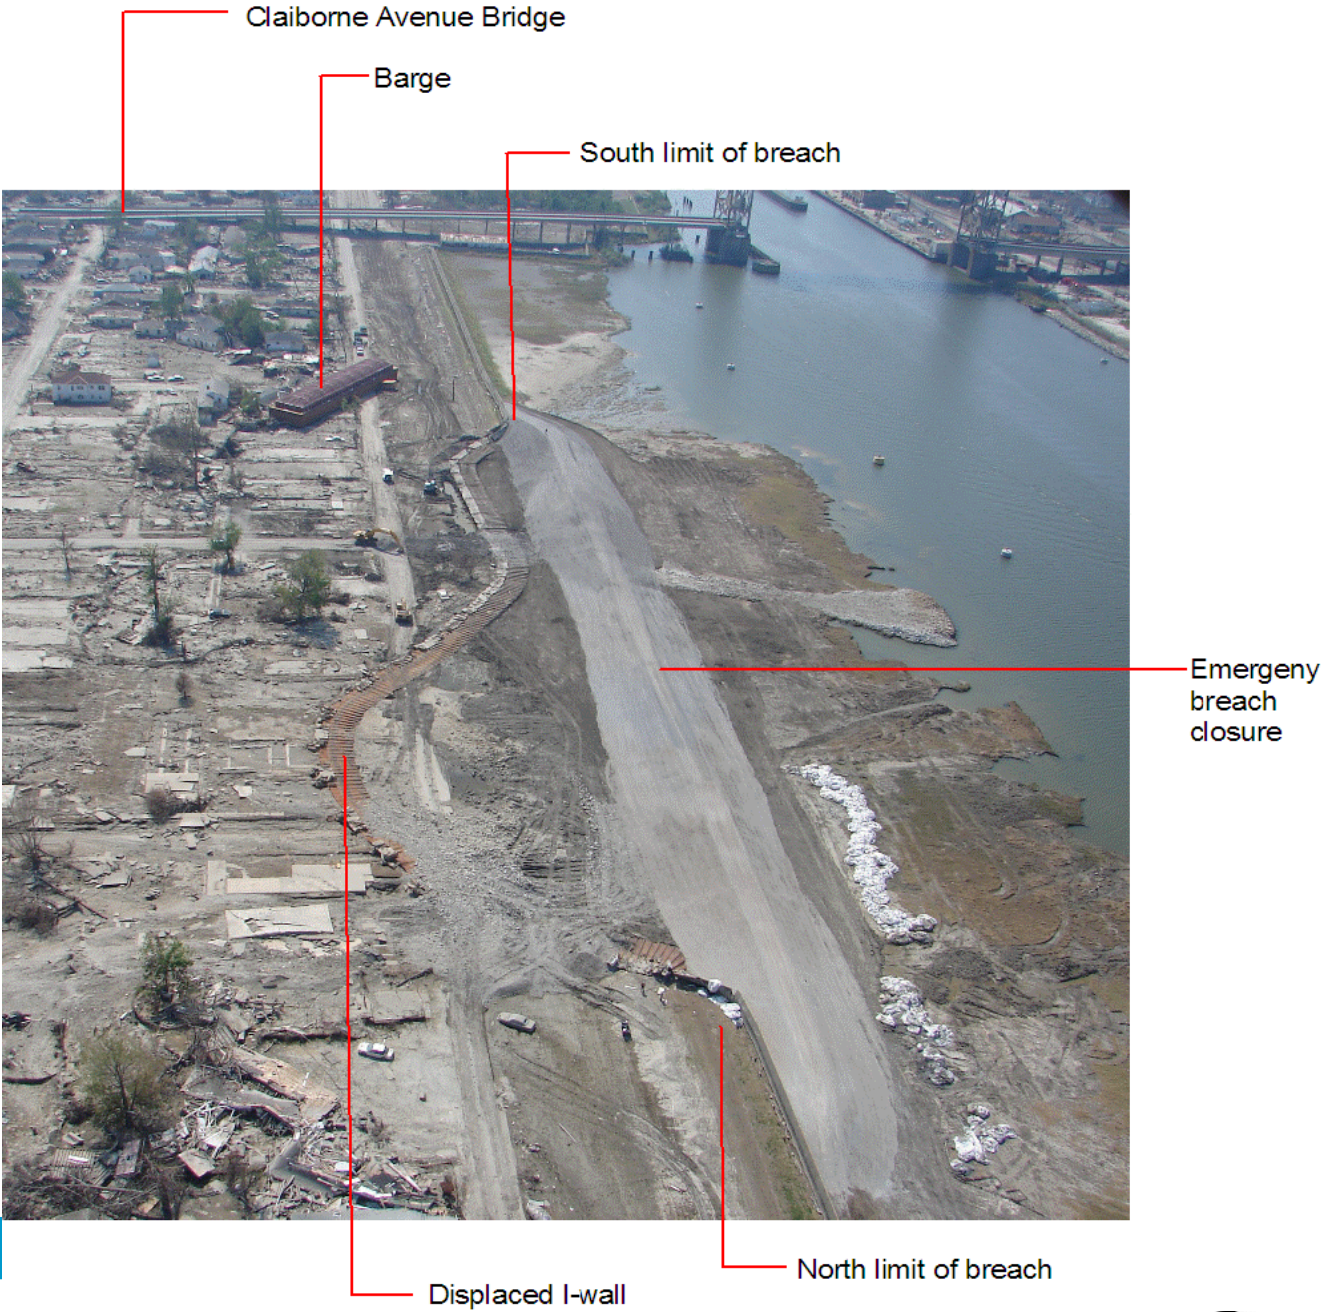 Claiborne Avenue Bridge
Barge
South limit of breach
Emergeny
breach
closure
North limit of breach
Displaced I-wall